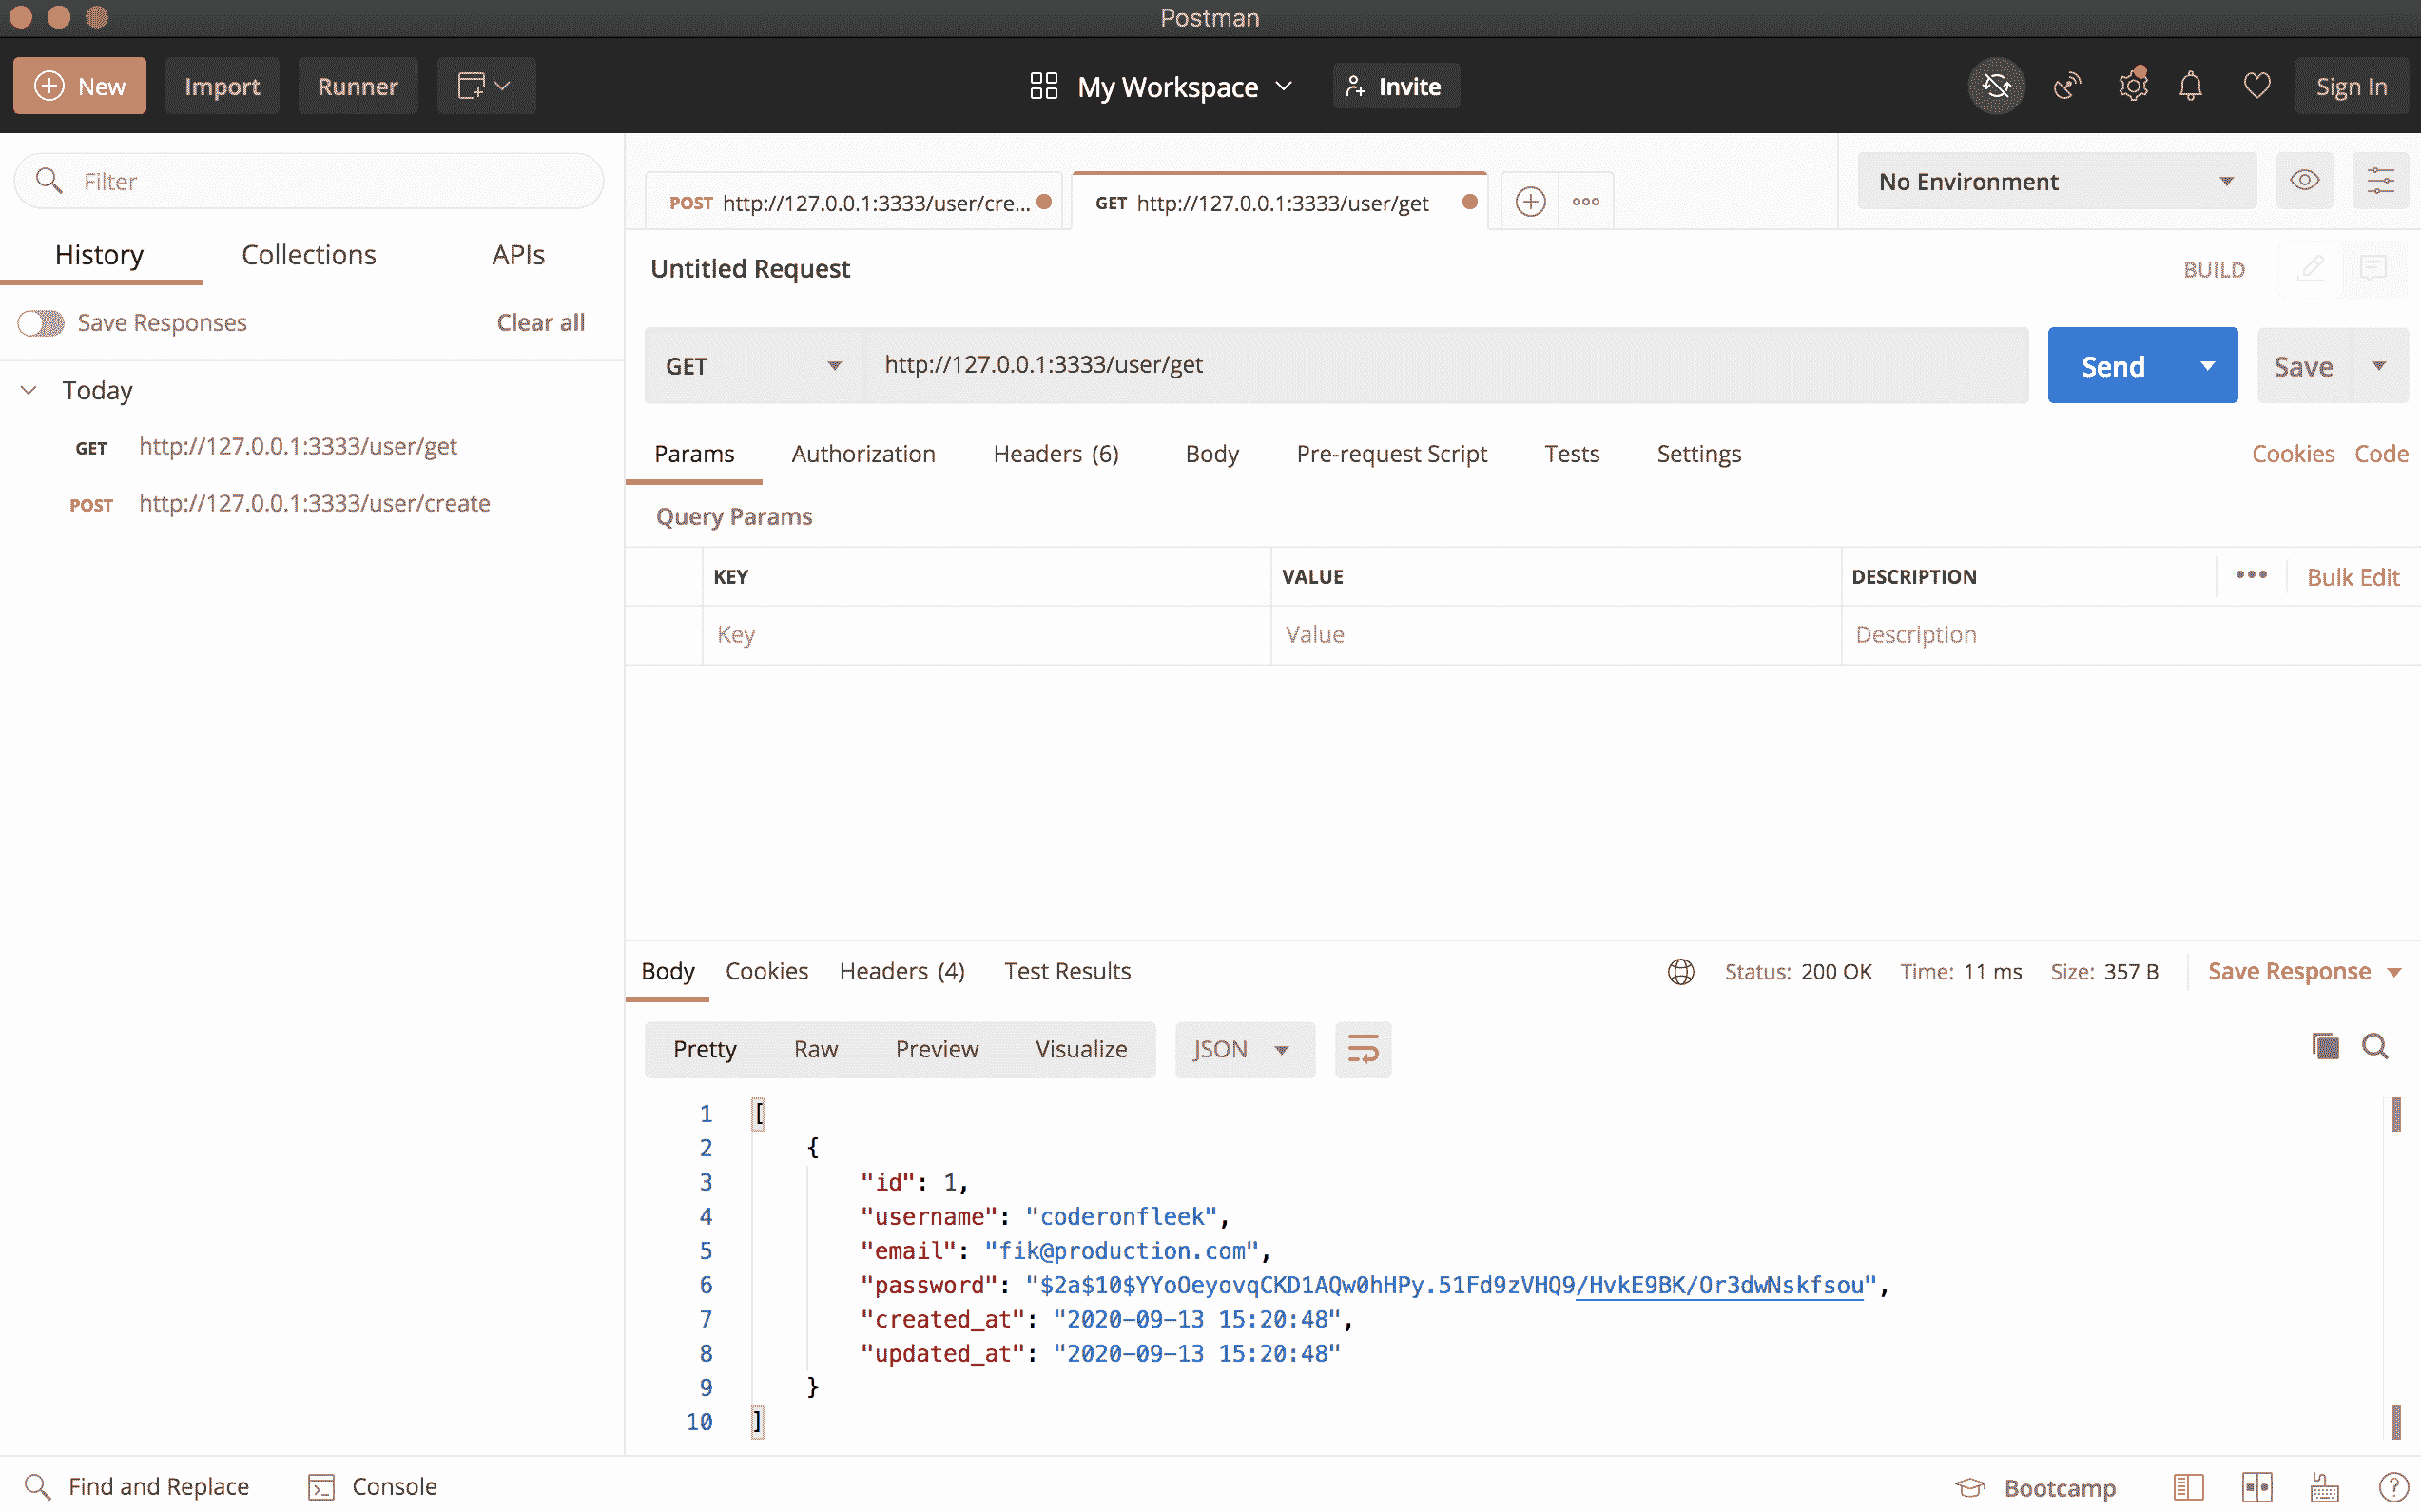 Postman
New Import Runner My Workspace Invite Sign In
Filter
History Collections APIs
Save Responses Clear all
Today
GET http://127.0.0.1:3333/user/get
POST http://127.0.0.1:3333/user/create
POST http://127.0.0.1:3333/user/cre... GET http://127.0.0.1:3333/user/get No Environment
Untitled Request BUILD
GET http://127.0.0.1:3333/user/get Send Save
Params Authorization Headers (6) Body Pre-request Script Tests Settings Cookies Code
Query Params
KEY VALUE DESCRIPTION Bulk Edit
Key Value Description
Body Cookies Headers (4) Test Results Status: 200 OK Time: 11 ms Size: 357 B Save Response
Pretty Raw Preview Visualize JSON
1 [
2 {
3 "id": 1,
4 "username": "coderonfleek",
5 "email": "fik@production.com",
6 "password": "$2a$10$YYoOeyovqCKD1AQw0hHPy.51Fd9zVHQ9/HvkE9BK/Or3dwNskfsou",
7 "created_at": "2020-09-13 15:20:48",
8 "updated_at": "2020-09-13 15:20:48"
9 }
10 ]
Find and Replace Console Bootcamp